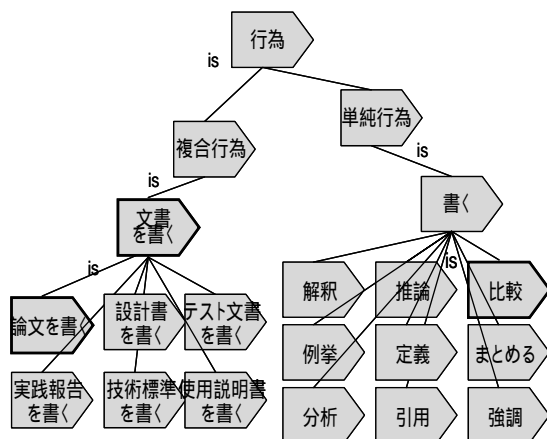 行為
is
単純行為
複合行為
is
is
文書
を書く
書く
is
is
論文を書く
設計書
を書く
テスト文書
を書く
解釈
推論
比較
例挙
定義
まとめる
実践報告
を書く
技術標準
を書く
使用説明書
を書く
分析
引用
強調